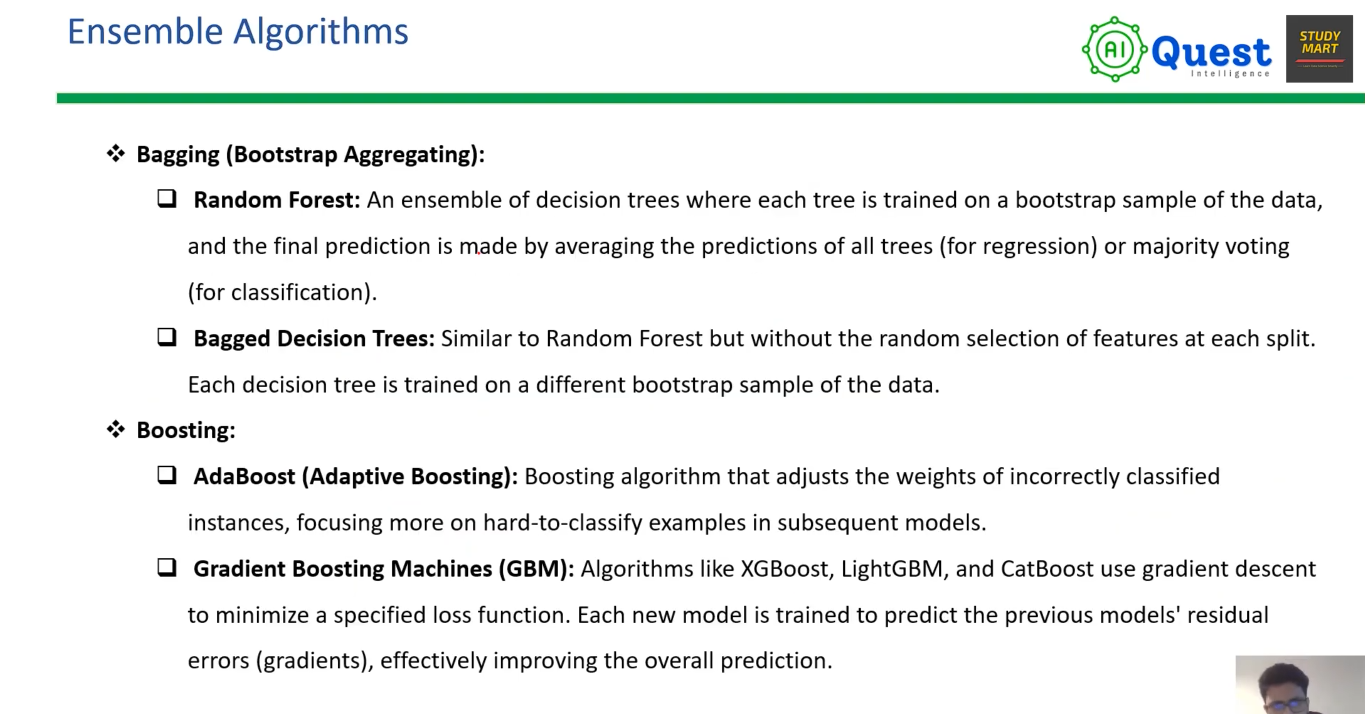 Ensemble Algorithms
AI Quest
Intelligence
STUDY
MART
❖ Bagging (Bootstrap Aggregating):
❑ Random Forest: An ensemble of decision trees where each tree is trained on a bootstrap sample of the data,
and the final prediction is made by averaging the predictions of all trees (for regression) or majority voting
(for classification).
❑ Bagged Decision Trees: Similar to Random Forest but without the random selection of features at each split.
Each decision tree is trained on a different bootstrap sample of the data.
❖ Boosting:
❑ AdaBoost (Adaptive Boosting): Boosting algorithm that adjusts the weights of incorrectly classified
instances, focusing more on hard-to-classify examples in subsequent models.
❑ Gradient Boosting Machines (GBM): Algorithms like XGBoost, LightGBM, and CatBoost use gradient descent
to minimize a specified loss function. Each new model is trained to predict the previous models' residual
errors (gradients), effectively improving the overall prediction.